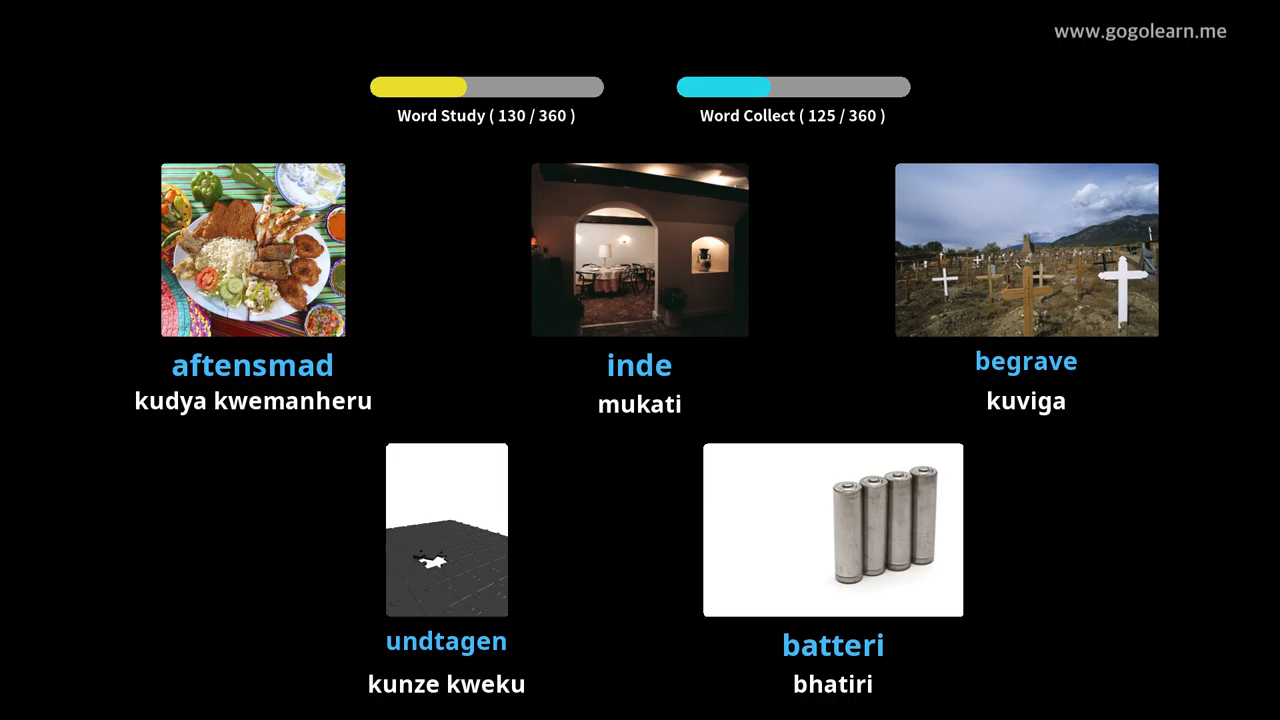 www.gogolearn.me
Word Study ( 130 / 360 )
Word Collect ( 125 / 360 )
aftensmad
kudya kwemanheru
inde
mukati
begrave
kuviga
undtagen
kunze kweku
batteri
bhatiri